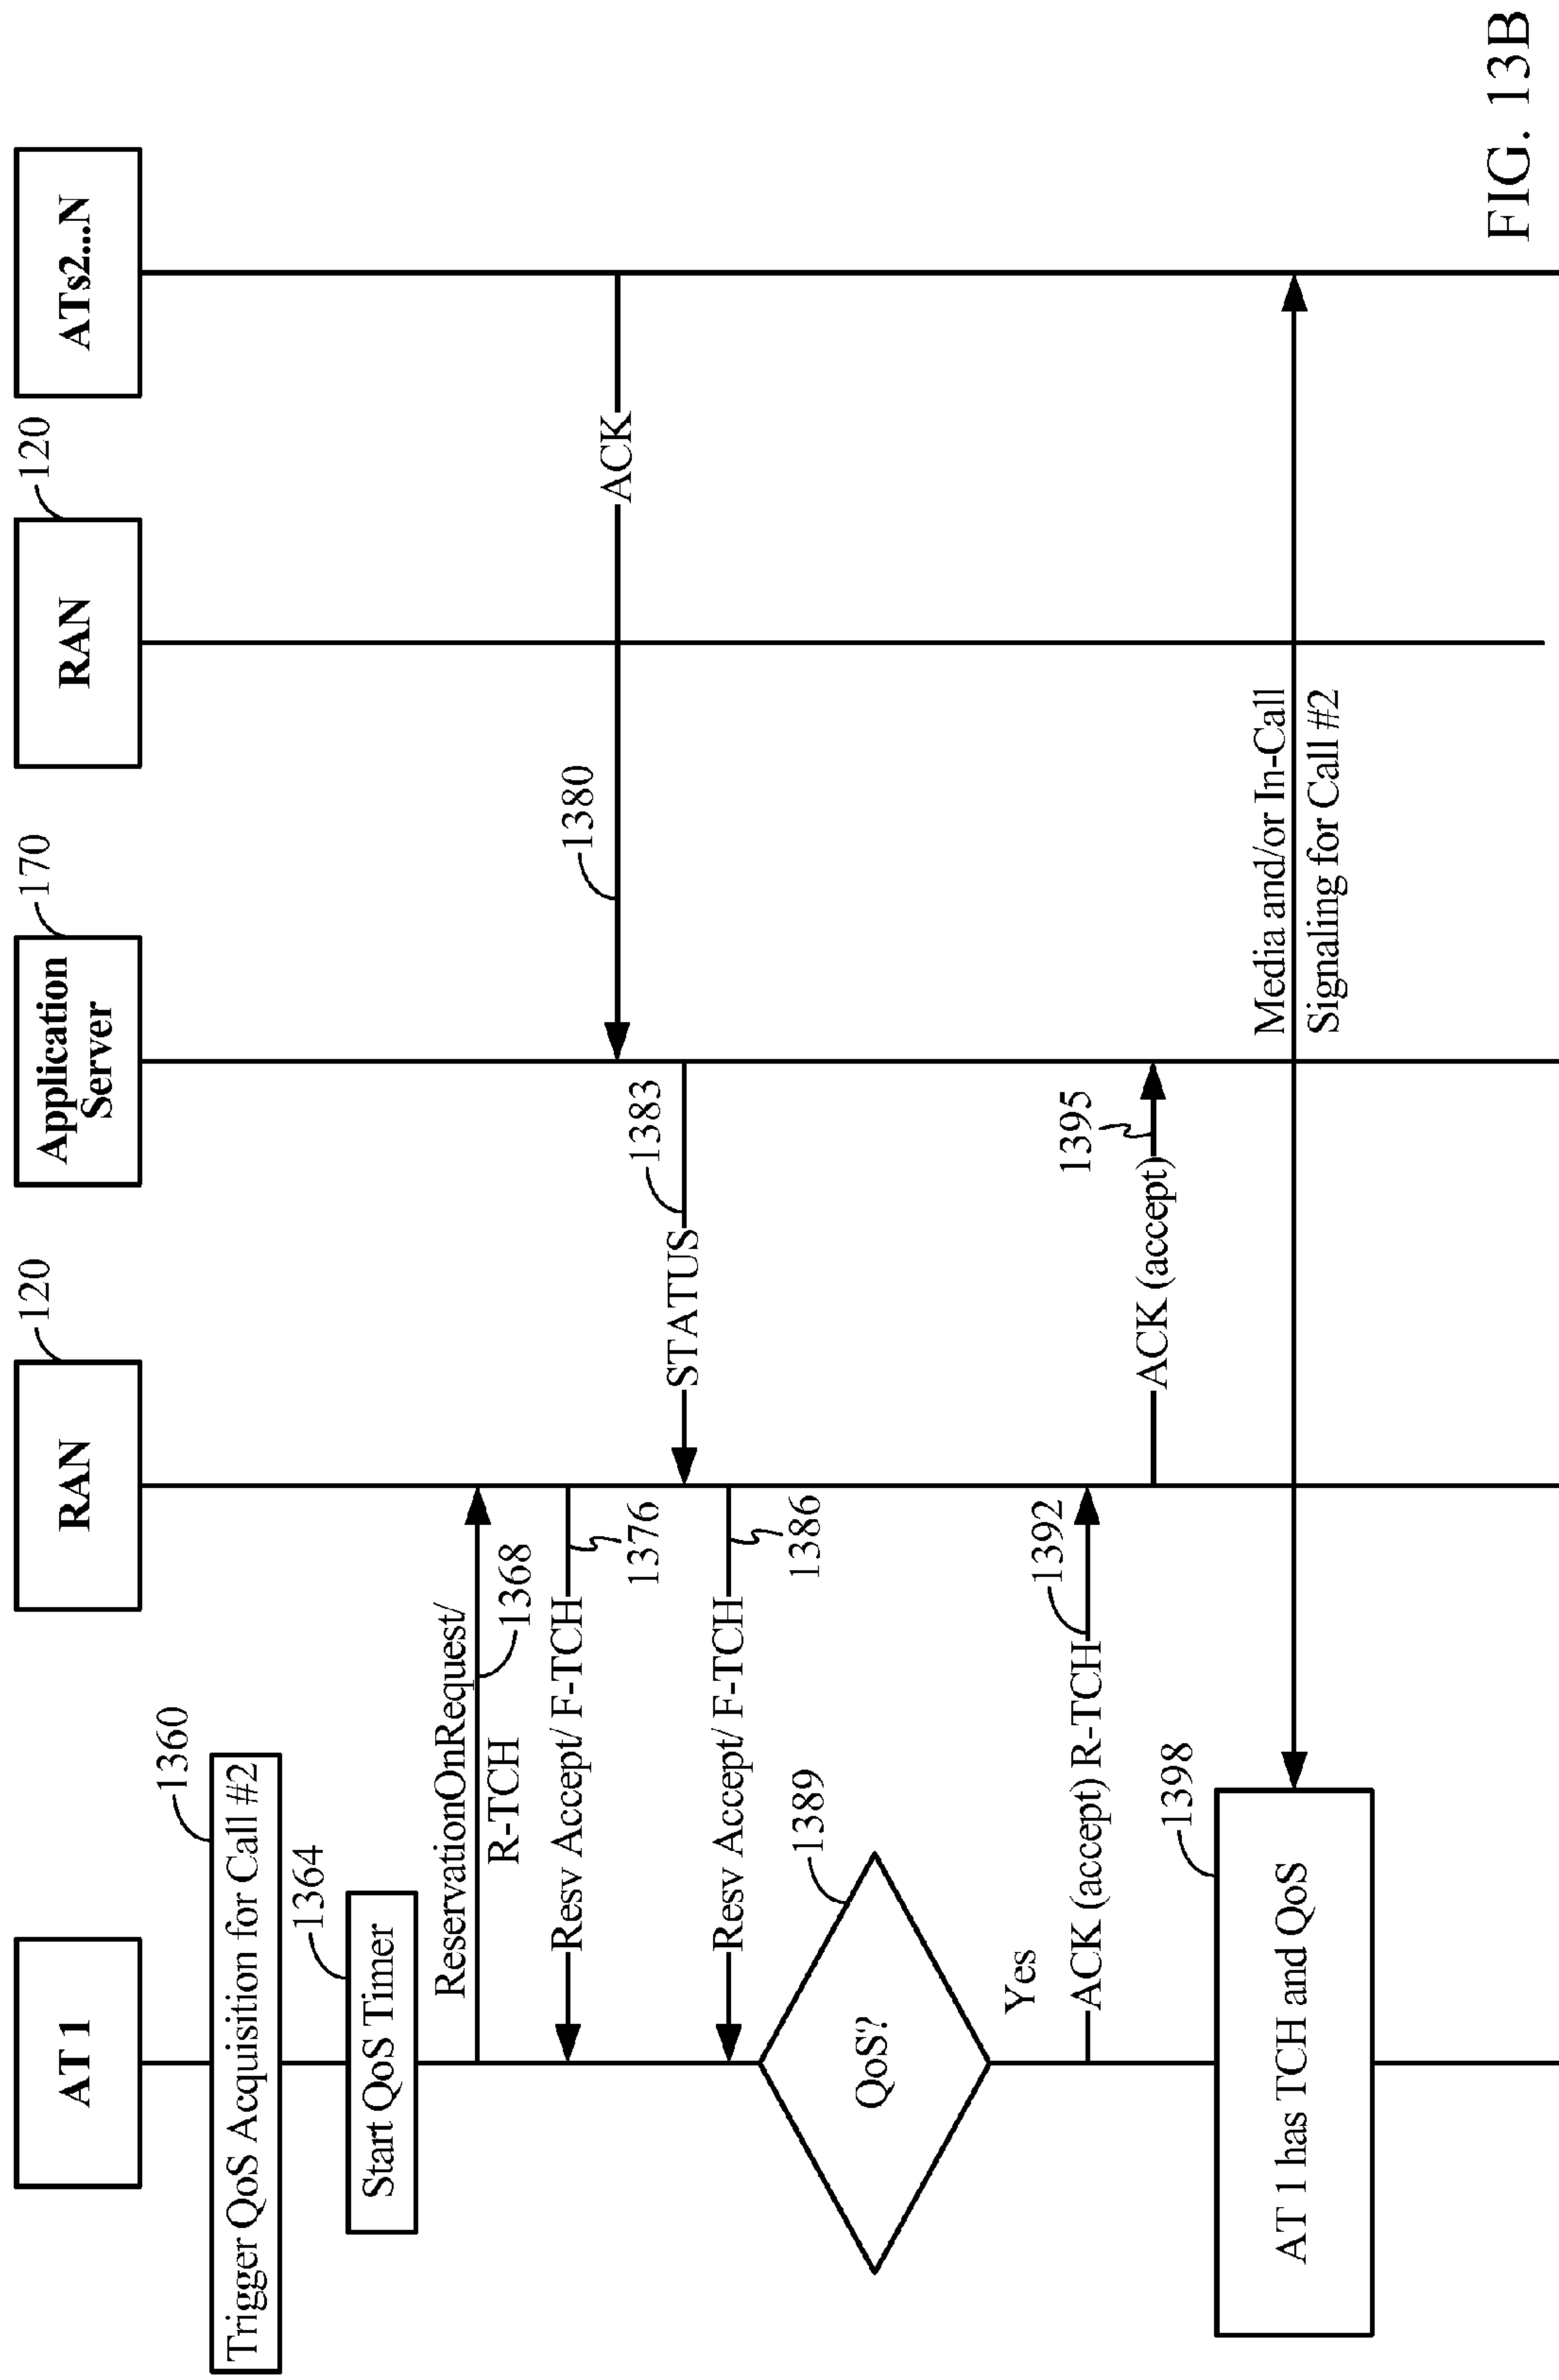 AT 1
RAN
120
Application
Server
170
RAN
120
ATs2...N
Trigger QoS Acquisition for Call #2
1360
Start QoS Timer
1364
ReservationOnRequest/
R-TCH
1368
Resv Accept/ F-TCH
1376
ACK
1380
STATUS
1383
Resv Accept/ F-TCH
1386
QoS?
1389
Yes
ACK (accept) R-TCH
1392
ACK (accept)
1395
AT 1 has TCH and QoS
1398
Media and/or In-Call
Signaling for Call #2
FIG. 13B